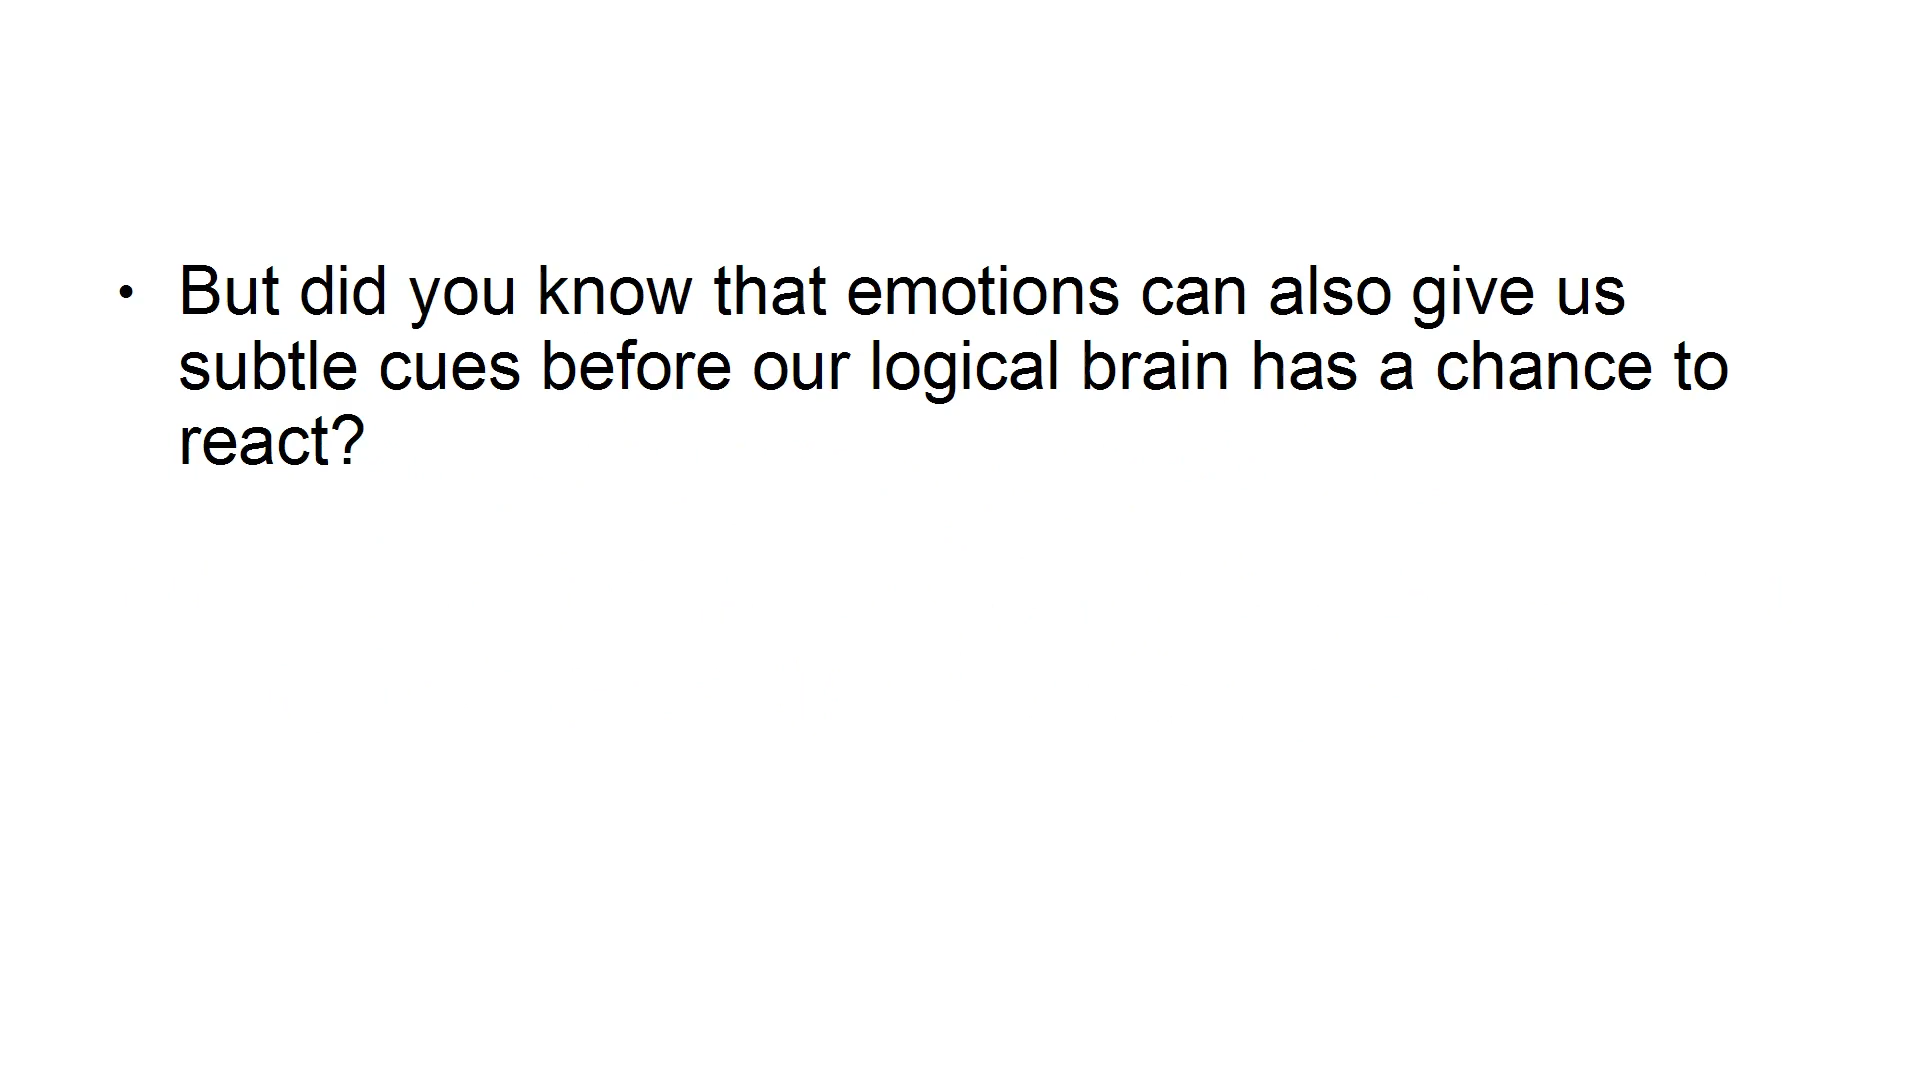 • But did you know that emotions can also give us
subtle cues before our logical brain has a chance to
react?